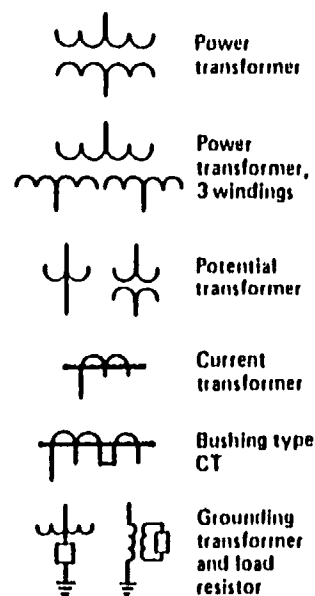 Power
transformer
Power
transformer,
3 windings
Potential
transformer
Current
transformer
Bushing type
CT
Grounding
transformer
and load
resistor